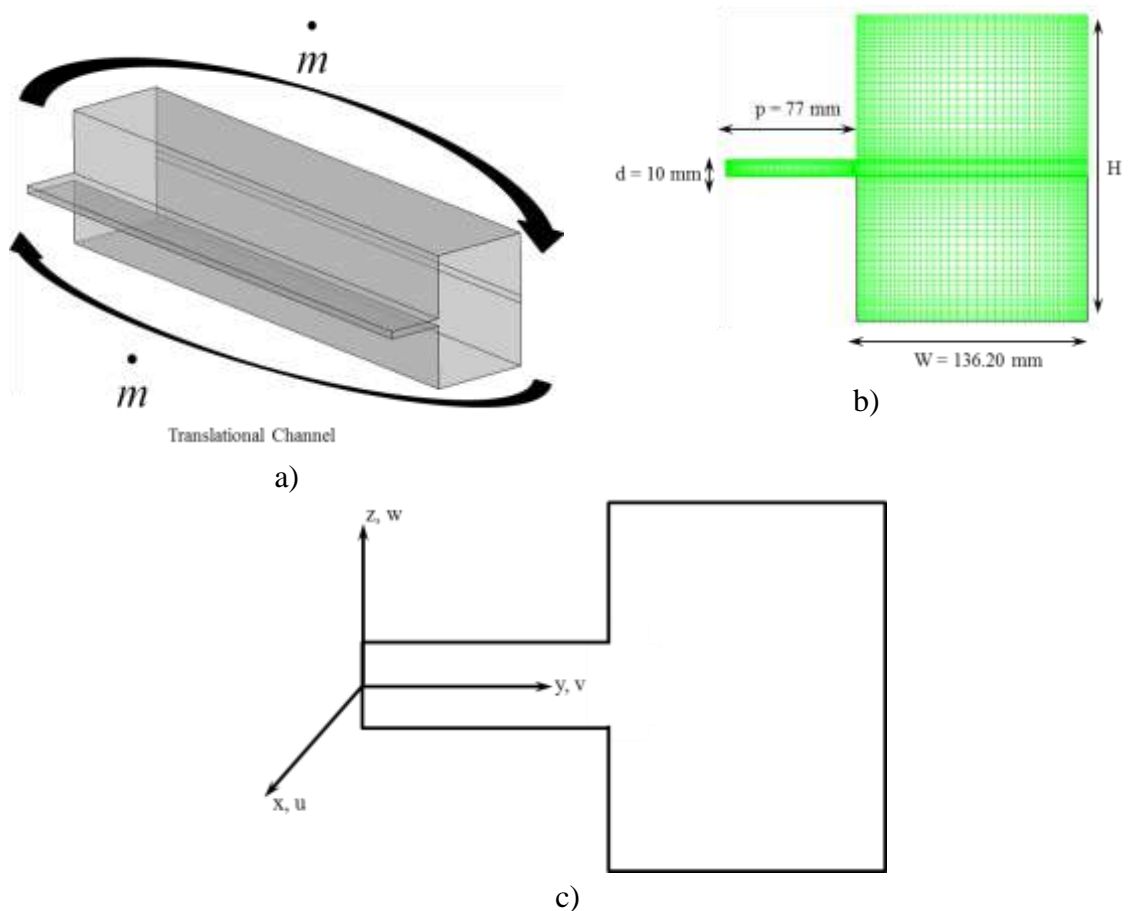 ṁ
ṁ
Translational Channel
a)
p = 77 mm
d = 10 mm
H
W = 136.20 mm
b)
z, w
y, v
x, u
c)